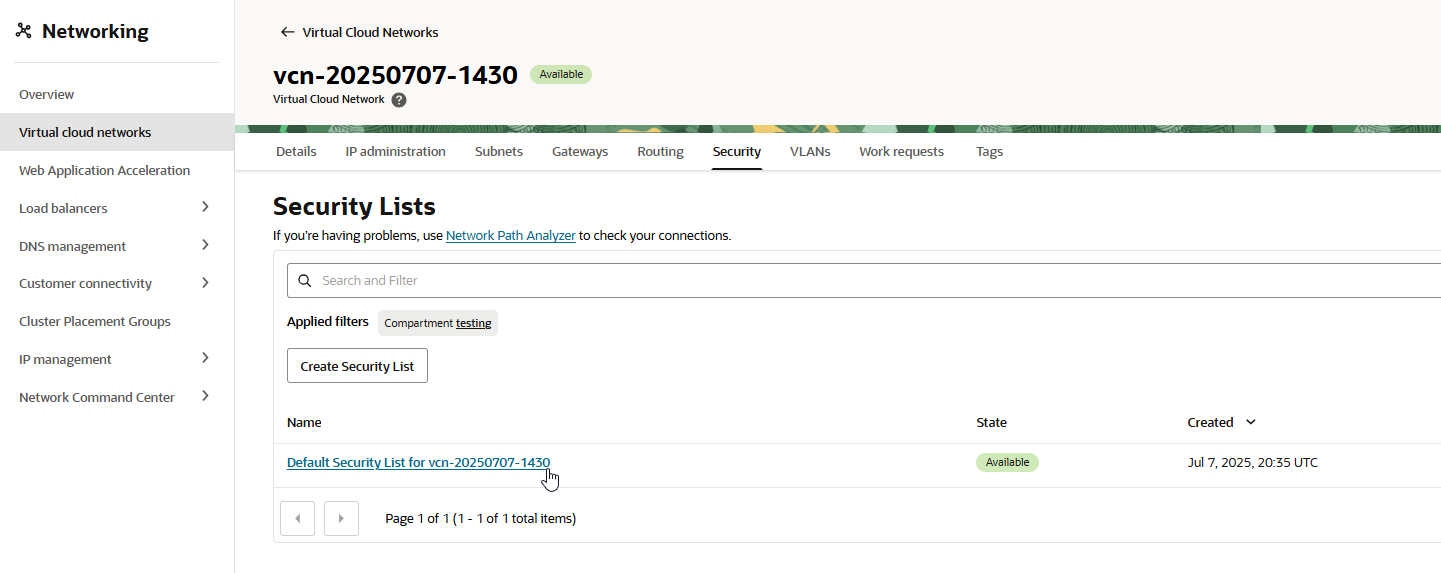 Networking
Overview
Virtual cloud networks
Web Application Acceleration
Load balancers
DNS management
Customer connectivity
Cluster Placement Groups
IP management
Network Command Center
Virtual Cloud Networks
vcn-20250707-1430 Available
Virtual Cloud Network ?
Details IP administration Subnets Gateways Routing Security VLANs Work requests Tags
Security Lists
If you're having problems, use Network Path Analyzer to check your connections.
Search and Filter
Applied filters Compartment testing
Create Security List
Name State Created
Default Security List for vcn-20250707-1430 Available Jul 7, 2025, 20:35 UTC
Page 1 of 1 (1 - 1 of 1 total items)